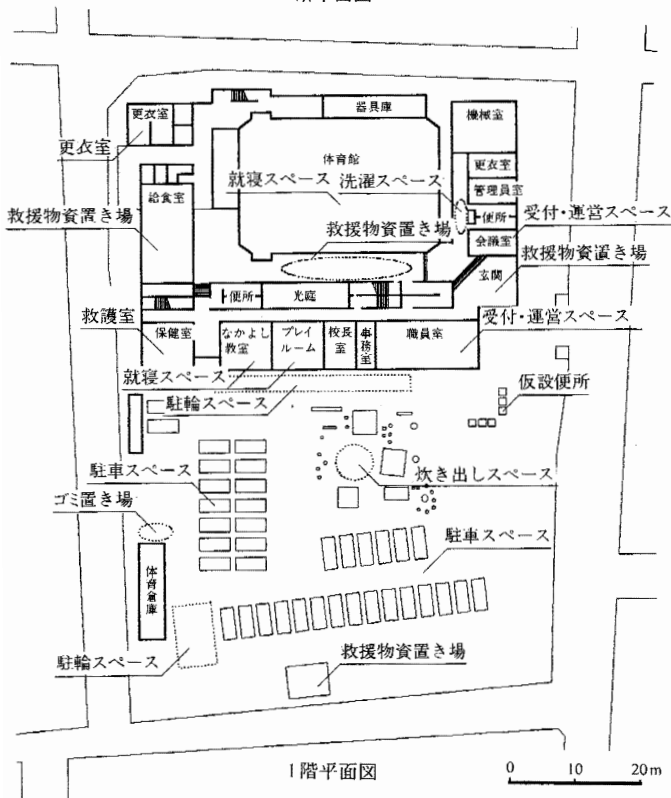 器具庫
更衣室
機械室
更衣室
体育館
就寝スペース
洗濯スペース
更衣室
管理員室
給食室
救援物資置き場
便所
受付・運営スペース
救援物資置き場
会議室
救援物資置き場
玄関
便所
光庭
救護室
保健室
なかよし教室
プレイルーム
校長室
事務室
職員室
受付・運営スペース
就寝スペース
仮設便所
駐輪スペース
駐車スペース
炊き出しスペース
ゴミ置き場
駐車スペース
体育倉庫
駐輪スペース
救援物資置き場
1階平面図
0 10 20m